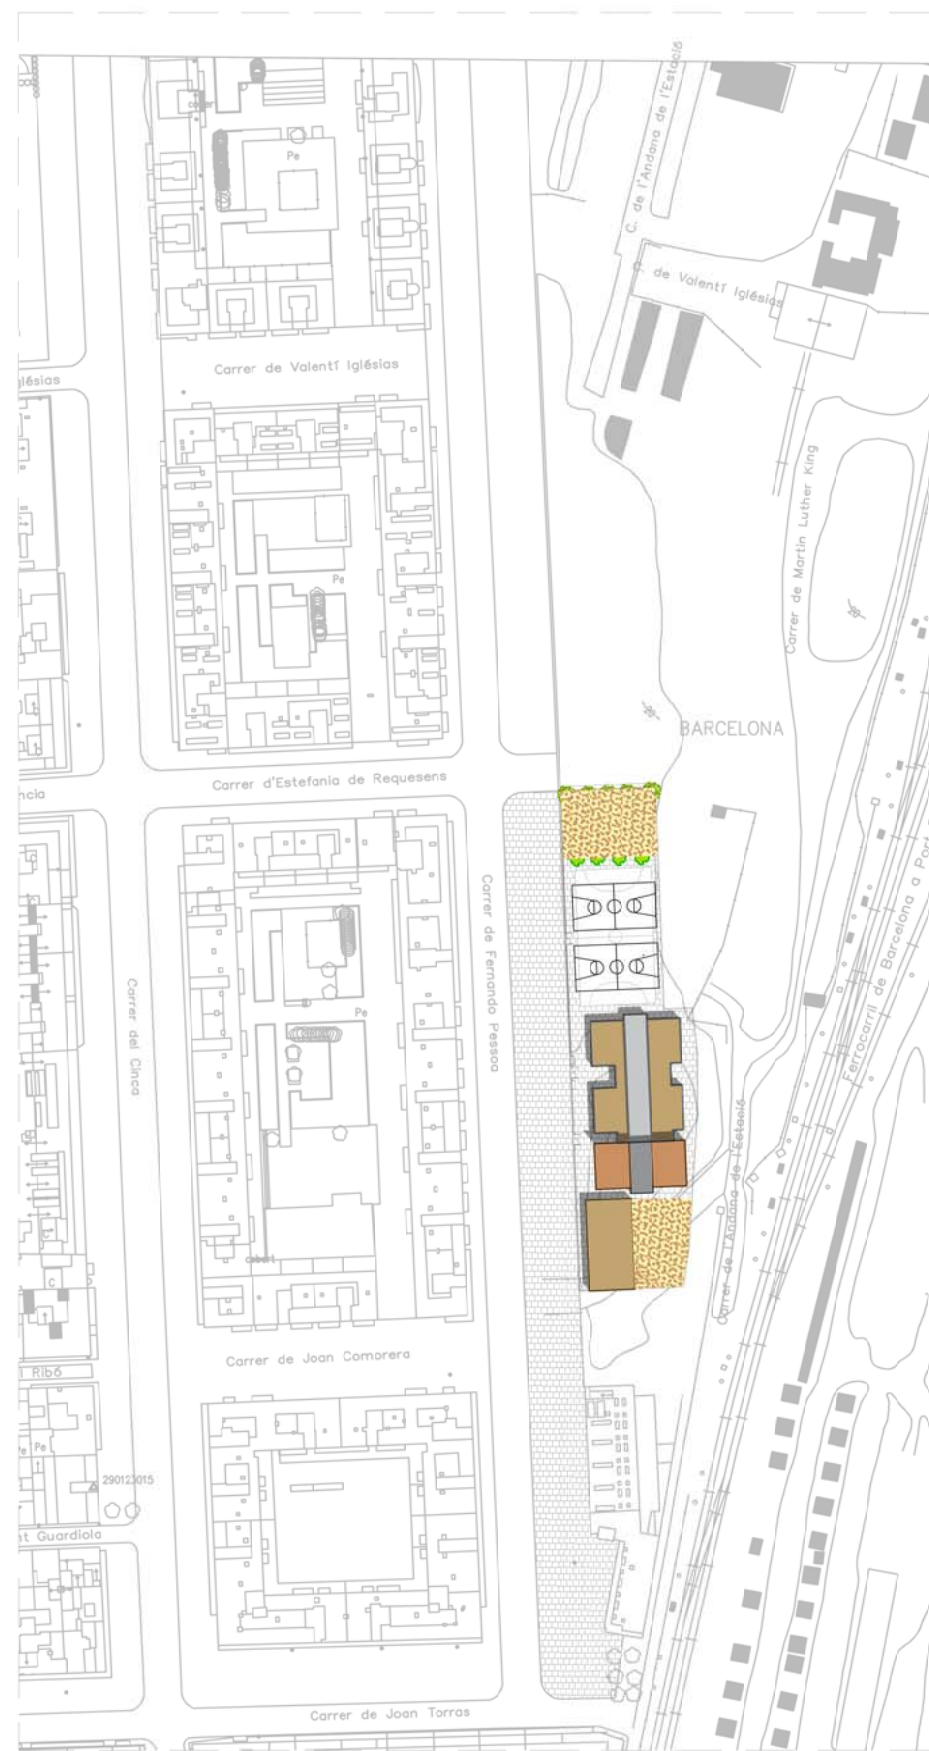 C. de l'Andana de l'Estació
Pe
C. de Valentí Iglésias
Carrer de Valentí Iglésias
glésias
Carrer de Martin Luther King
Pe
BARCELONA
Carrer d'Estefania de Requesens
ncia
Carrer de Fernando Pessoa
Ferrocarril de Barcelona a Port
Carrer del Cinca
Pe
Carrer de l'Andana de l'Estació
C
C
C
cobert
Carrer de Joan Comorera
l Ribó
Pe
Pe
290123015
nt Guardiola
Carrer de Joan Torras